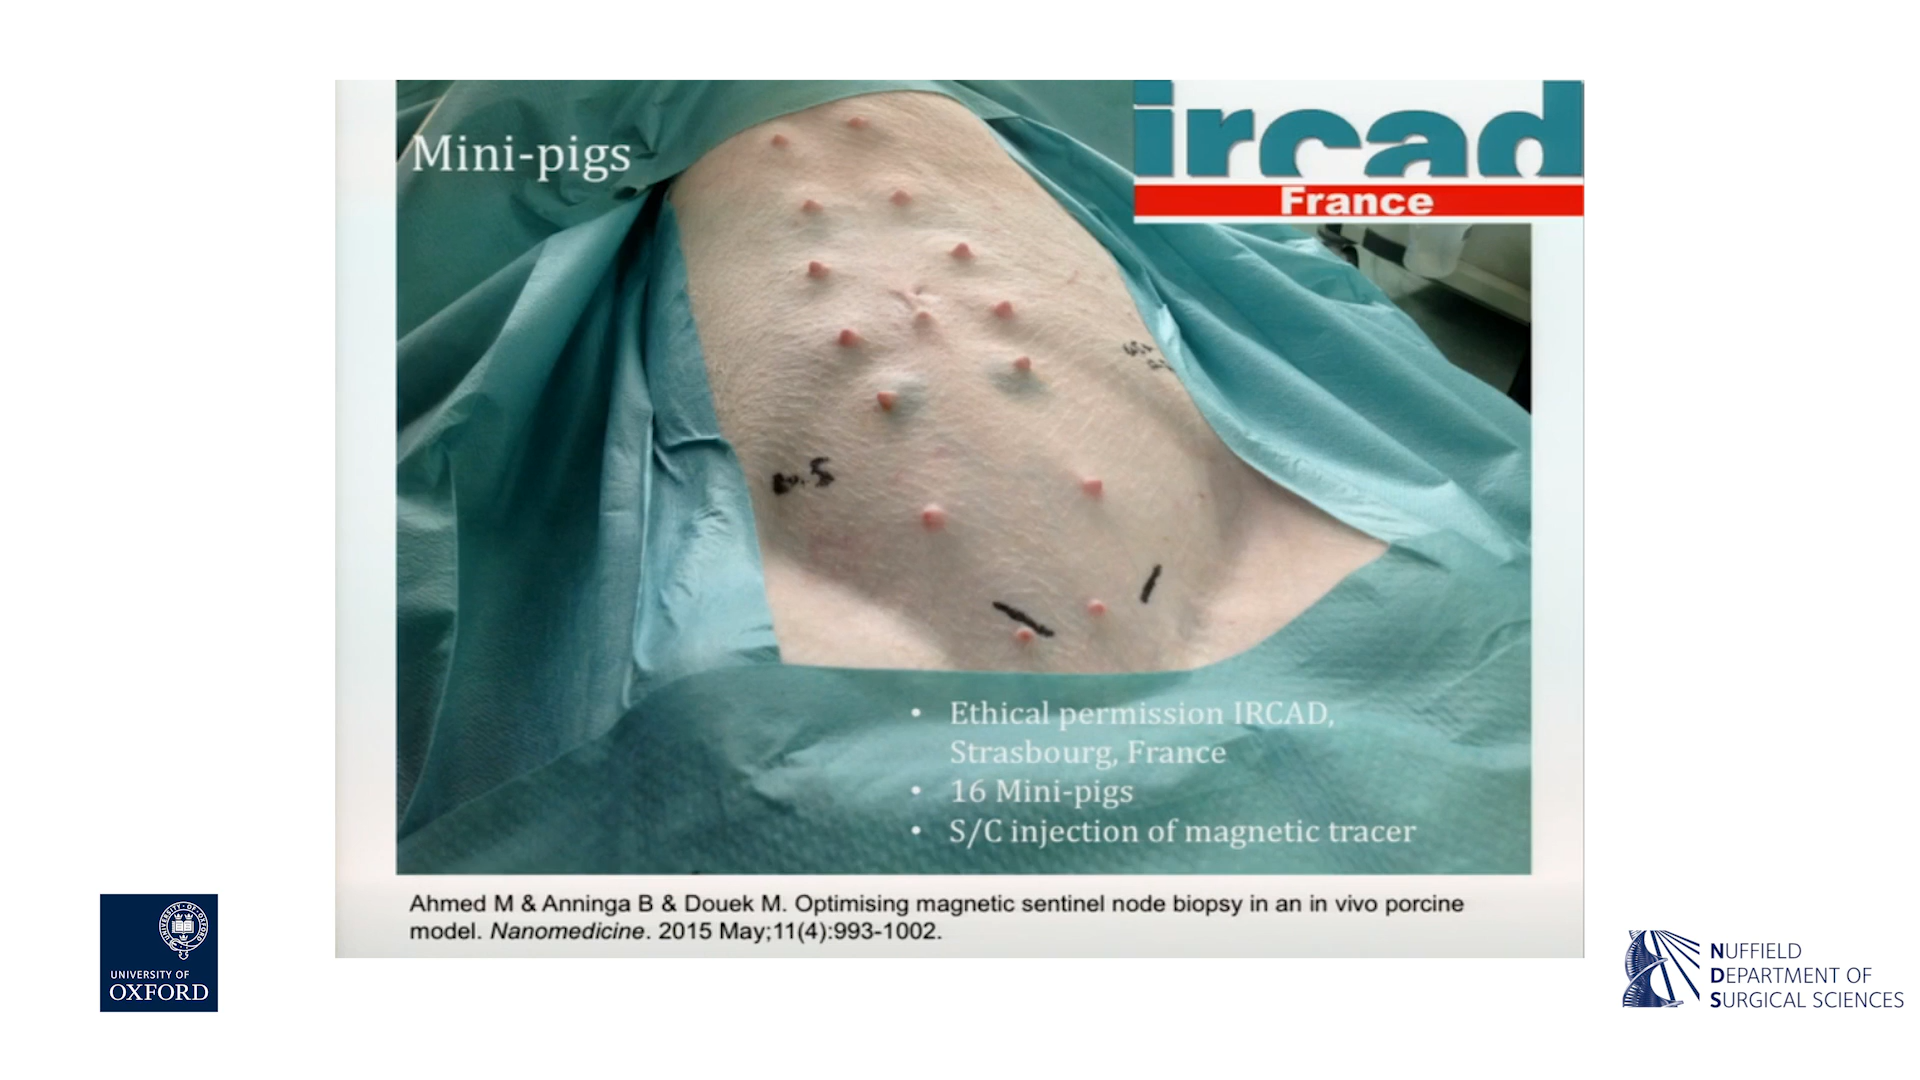 Mini-pigs
ircad
France
• Ethical permission IRCAD,
Strasbourg, France
• 16 Mini-pigs
• S/C injection of magnetic tracer
Ahmed M & Anninga B & Douek M. Optimising magnetic sentinel node biopsy in an in vivo porcine
model. Nanomedicine. 2015 May;11(4):993-1002.
UNIVERSITY OF
OXFORD
NUFFIELD
DEPARTMENT OF
SURGICAL SCIENCES